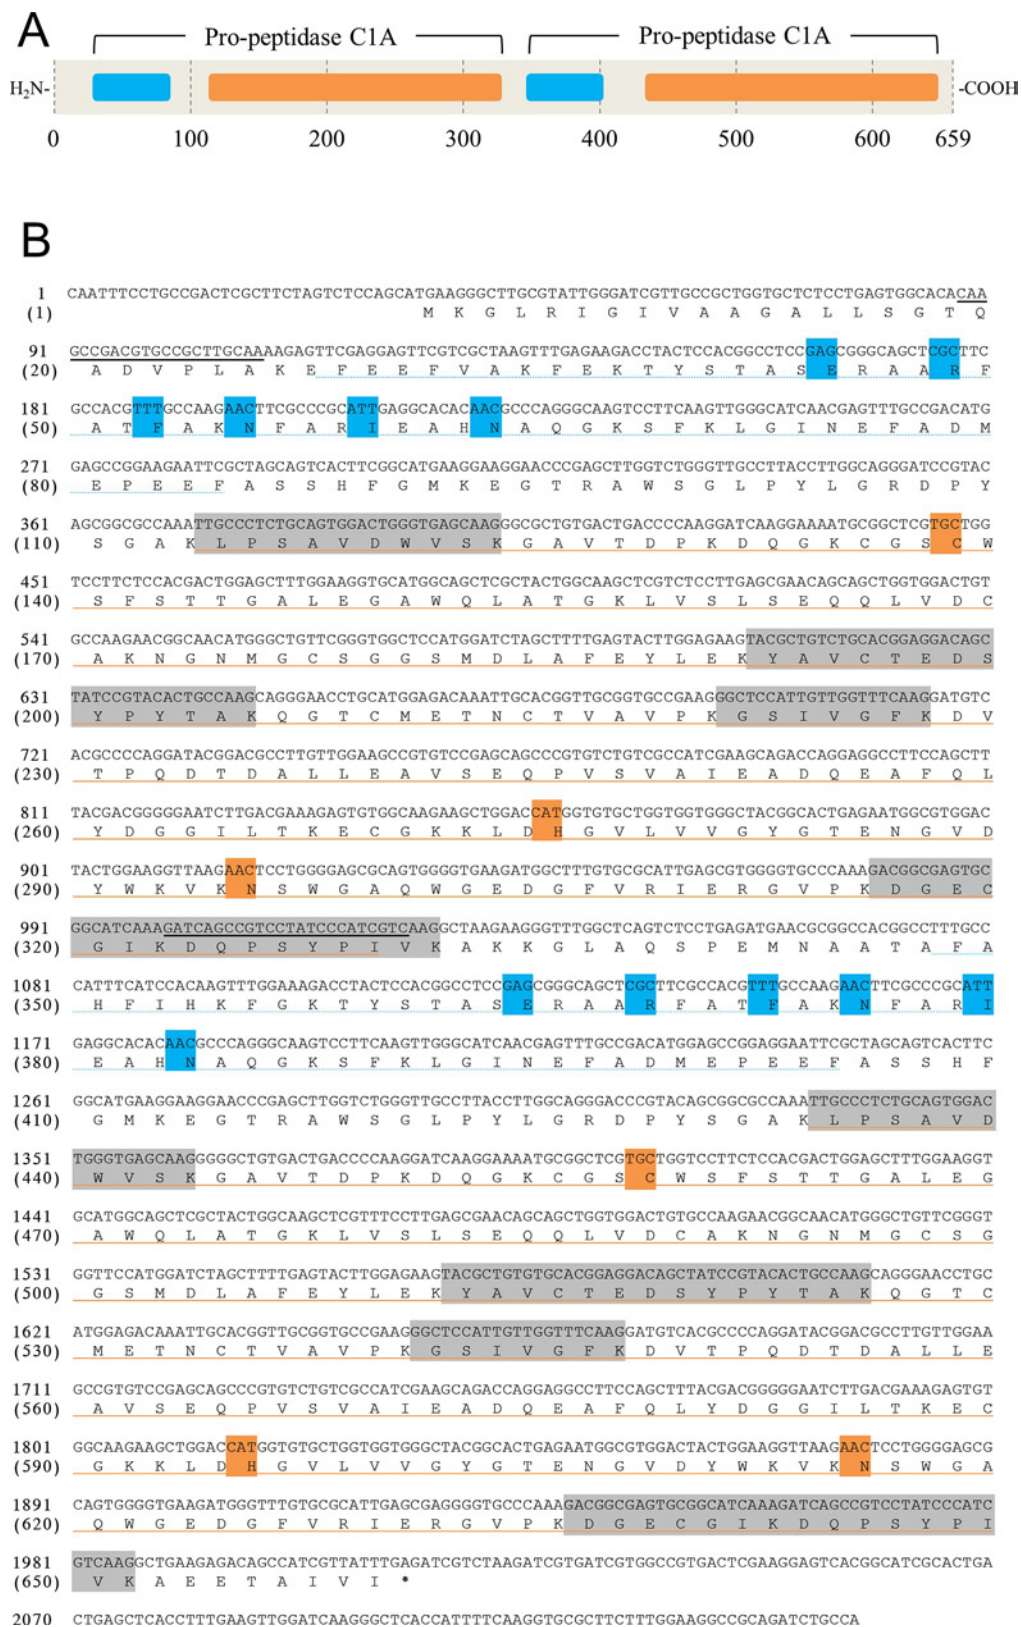 A
Pro-peptidase C1A Pro-peptidase C1A
H₂N- -COOH
0 100 200 300 400 500 600 659
B
1 CAATTTCCTGCCGACTCGCTTCTAGTCTCCAGCATGAAGGGCTTGCGTATTGGGATCGTTGCCGCTGGTGCTCTCCTGAGTGGCACACAA
(1) M K G L R I G I V A A G A L L S G T Q
91 GCCGACGTGCCGCTTGCAAAAGAGTTCGAGGAGTTCGTCGCTAAGTTTGAGAAGACCTACTCCACGGCCTCCGAGCGGGCAGCTCGCTTC
(20) A D V P L A K E F E E F V A K F E K T Y S T A S E R A A R F
181 GCCACGTTTGCCAAGAACTTCGCCCGCATTGAGGCACACAACGCCCAGGGCAAGTCCTTCAAGTTGGGCATCAACGAGTTTGCCGACATG
(50) A T F A K N F A R I E A H N A Q G K S F K L G I N E F A D M
271 GAGCCGGAAGAATTCGCTAGCAGTCACTTCGGCATGAAGGAAGGAACCCGAGCTTGGTCTGGGTTGCCTTACCTTGGCAGGGATCCGTAC
(80) E P E E F A S S H F G M K E G T R A W S G L P Y L G R D P Y
361 AGCGGCGCCAAATTGCCCTCTGCAGTGGACTGGGTGAGCAAGGGCGCTGTGACTGACCCCAAGGATCAAGGAAAATGCGGCTCGTGCTGG
(110) S G A K L P S A V D W V S K G A V T D P K D Q G K C G S C W
451 TCCTTCTCCACGACTGGAGCTTTGGAAGGTGCATGGCAGCTCGCTACTGGCAAGCTCGTCTCCTTGAGCGAACAGCAGCTGGTGGACTGT
(140) S F S T T G A L E G A W Q L A T G K L V S L S E Q Q L V D C
541 GCCAAGAACGGCAACATGGGCTGTTCGGGTGGCTCCATGGATCTAGCTTTTGAGTACTTGGAGAAGTACGCTGTCTGCACGGAGGACAGC
(170) A K N G N M G C S G G S M D L A F E Y L E K Y A V C T E D S
631 TATCCGTACACTGCCAAGCAGGGAACCTGCATGGAGACAAATTGCACGGTTGCGGTGCCGAAGGGCTCCATTGTTGGTTTCAAGGATGTC
(200) Y P Y T A K Q G T C M E T N C T V A V P K G S I V G F K D V
721 ACGCCCCAGGATACGGACGCCTTGTTGGAAGCCGTGTCCGAGCAGCCCGTGTCTGTCGCCATCGAAGCAGACCAGGAGGCCTTCCAGCTT
(230) T P Q D T D A L L E A V S E Q P V S V A I E A D Q E A F Q L
811 TACGACGGGGGAATCTTGACGAAAGAGTGTGGCAAGAAGCTGGACCATGGTGTGCTGGTGGTGGGCTACGGCACTGAGAATGGCGTGGAC
(260) Y D G G I L T K E C G K K L D H G V L V V G Y G T E N G V D
901 TACTGGAAGGTTAAGAACTCCTGGGGAGCGCAGTGGGGTGAAGATGGCTTTGTGCGCATTGAGCGTGGGGTGCCCAAAGACGGCGAGTGC
(290) Y W K V K N S W G A Q W G E D G F V R I E R G V P K D G E C
991 GGCATCAAAGATCAGCCGTCCTATCCCATCGTCAAGGCTAAGAAGGGTTTGGCTCAGTCTCCTGAGATGAACGCGGCCACGGCCTTTGCC
(320) G I K D Q P S Y P I V K A K K G L A Q S P E M N A A T A F A
1081 CATTTCATCCACAAGTTTGGAAAGACCTACTCCACGGCCTCCGAGCGGGCAGCTCGCTTCGCCACGTTTGCCAAGAACTTCGCCCGCATT
(350) H F I H K F G K T Y S T A S E R A A R F A T F A K N F A R I
1171 GAGGCACACAACGCCCAGGGCAAGTCCTTCAAGTTGGGCATCAACGAGTTTGCCGACATGGAGCCGGAGGAATTCGCTAGCAGTCACTTC
(380) E A H N A Q G K S F K L G I N E F A D M E P E E F A S S H F
1261 GGCATGAAGGAAGGAACCCGAGCTTGGTCTGGGTTGCCTTACCTTGGCAGGGACCCGTACAGCGGCGCCAAATTGCCCTCTGCAGTGGAC
(410) G M K E G T R A W S G L P Y L G R D P Y S G A K L P S A V D
1351 TGGGTGAGCAAGGGGGCTGTGACTGACCCCAAGGATCAAGGAAAATGCGGCTCGTGCTGGTCCTTCTCCACGACTGGAGCTTTGGAAGGT
(440) W V S K G A V T D P K D Q G K C G S C W S F S T T G A L E G
1441 GCATGGCAGCTCGCTACTGGCAAGCTCGTTTCCTTGAGCGAACAGCAGCTGGTGGACTGTGCCAAGAACGGCAACATGGGCTGTTCGGGT
(470) A W Q L A T G K L V S L S E Q Q L V D C A K N G N M G C S G
1531 GGTTCCATGGATCTAGCTTTTGAGTACTTGGAGAAGTACGCTGTGTGCACGGAGGACAGCTATCCGTACACTGCCAAGCAGGGAACCTGC
(500) G S M D L A F E Y L E K Y A V C T E D S Y P Y T A K Q G T C
1621 ATGGAGACAAATTGCACGGTTGCGGTGCCGAAGGGCTCCATTGTTGGTTTCAAGGATGTCACGCCCCAGGATACGGACGCCTTGTTGGAA
(530) M E T N C T V A V P K G S I V G F K D V T P Q D T D A L L E
1711 GCCGTGTCCGAGCAGCCCGTGTCTGTCGCCATCGAAGCAGACCAGGAGGCCTTCCAGCTTTACGACGGGGGAATCTTGACGAAAGAGTGT
(560) A V S E Q P V S V A I E A D Q E A F Q L Y D G G I L T K E C
1801 GGCAAGAAGCTGGACCATGGTGTGCTGGTGGTGGGCTACGGCACTGAGAATGGCGTGGACTACTGGAAGGTTAAGAACTCCTGGGGAGCG
(590) G K K L D H G V L V V G Y G T E N G V D Y W K V K N S W G A
1891 CAGTGGGGTGAAGATGGGTTTGTGCGCATTGAGCGAGGGGTGCCCAAAGACGGCGAGTGCGGCATCAAAGATCAGCCGTCCTATCCCATC
(620) Q W G E D G F V R I E R G V P K D G E C G I K D Q P S Y P I
1981 GTCAAGGCTGAAGAGACAGCCATCGTTATTTGAGATCGTCTAAGATCGTGATCGTGGCCGTGACTCGAAGGAGTCACGGCATCGCACTGA
(650) V K A E E T A I V I *
2070 CTGAGCTCACCTTTGAAGTTGGATCAAGGGCTCACCATTTTCAAGGTGCGCTTCTTTGGAAGGCCGCAGATCTGCCA